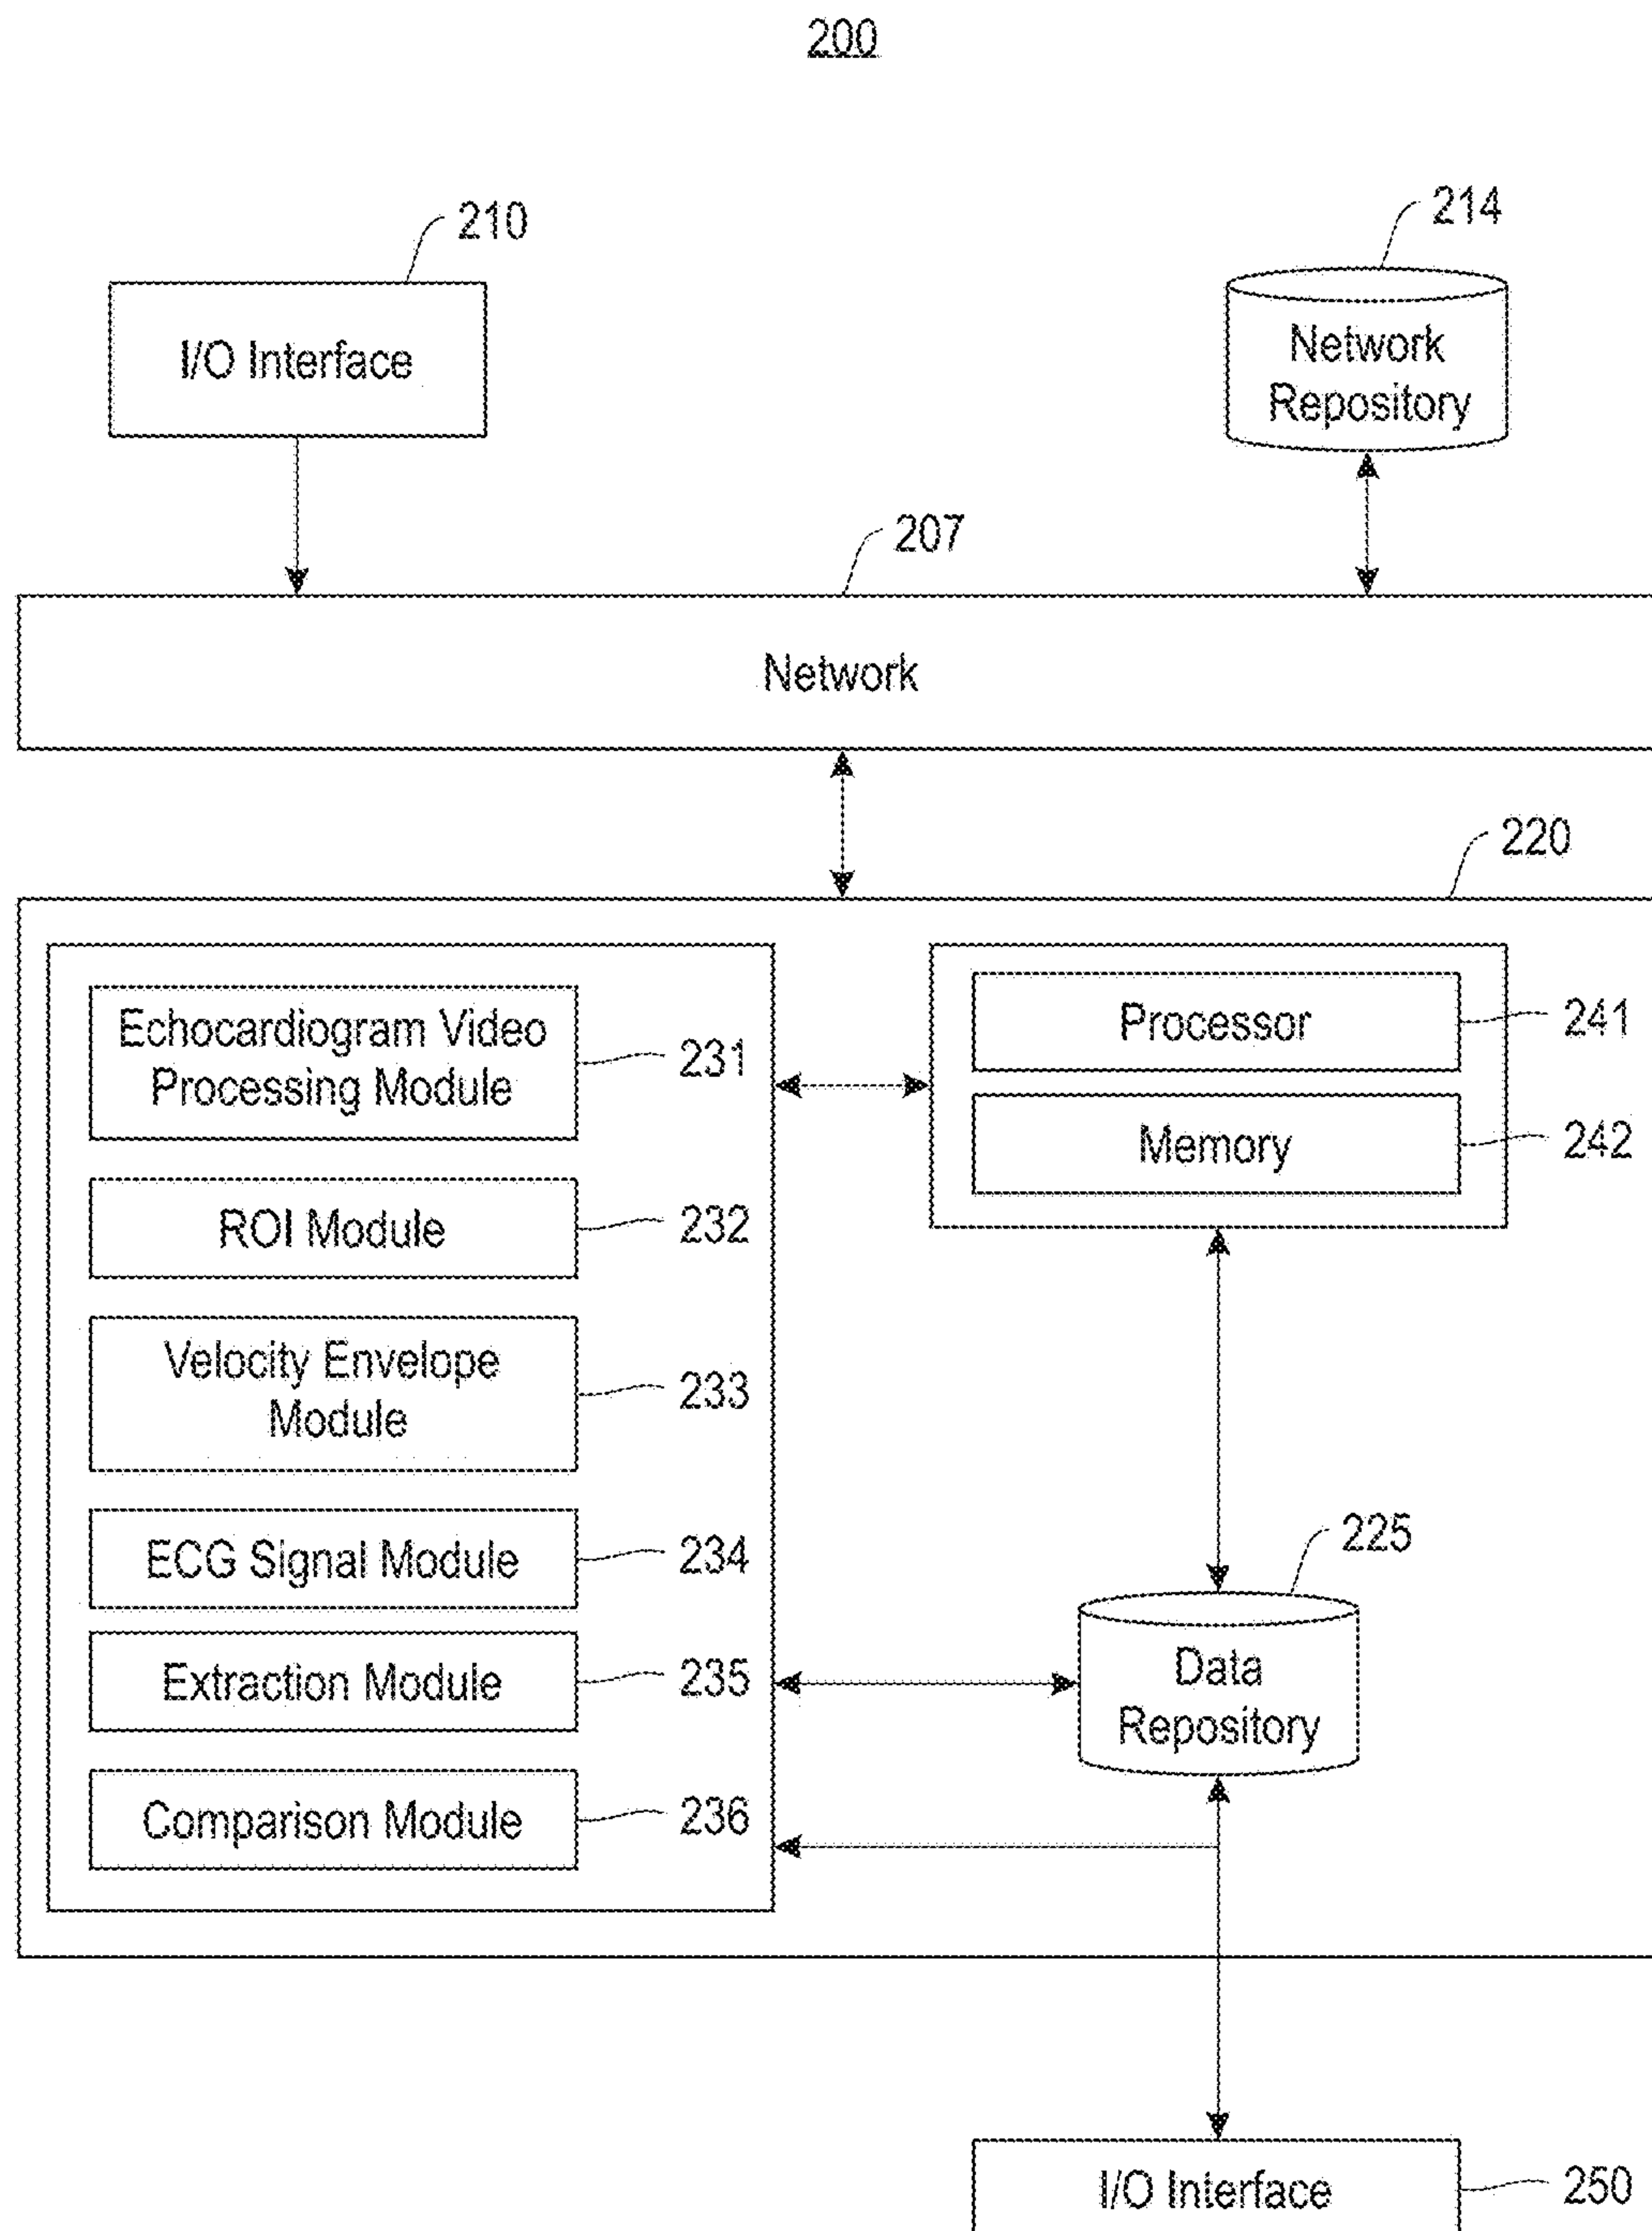 200
210
214
I/O Interface
Network
Repository
207
Network
220
Echocardiogram Video
Processing Module
231
Processor
241
Memory
242
ROI Module
232
Velocity Envelope
Module
233
ECG Signal Module
234
225
Extraction Module
235
Data
Repository
Comparison Module
236
I/O Interface
250